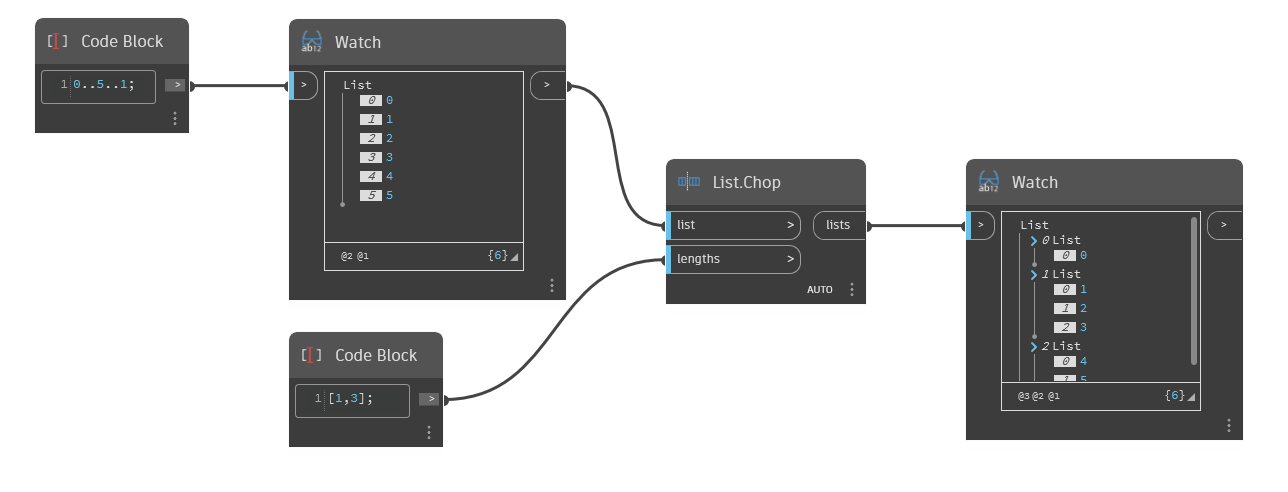 Code Block
1 0..5..1; >
ab12 Watch
> >
List
0 0
1 1
2 2
3 3
4 4
5 5
@2 @1 {6}
Code Block
1 [1,3]; >
List.Chop
list > lists
lengths >
AUTO
ab12 Watch
> >
List
0 List
0 0
1 List
0 1
1 2
2 3
2 List
0 4
1 5
@3 @2 @1 {6}